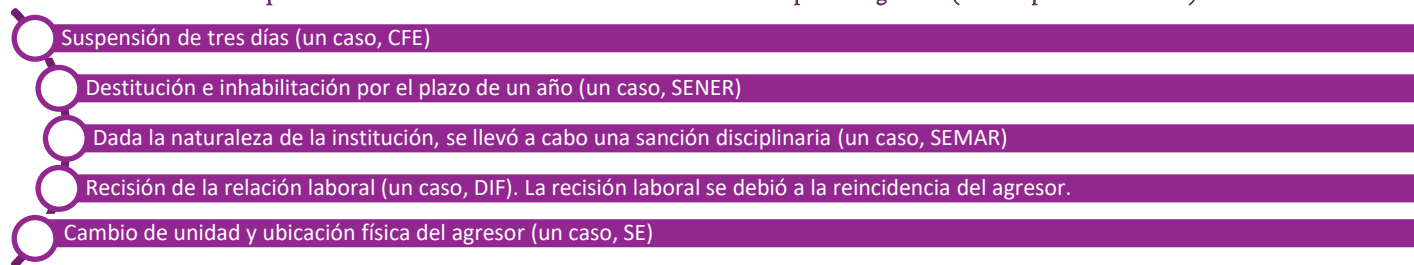 Suspensión de tres días (un caso, CFE)
Destitución e inhabilitación por el plazo de un año (un caso, SENER)
Dada la naturaleza de la institución, se llevó a cabo una sanción disciplinaria (un caso, SEMAR)
Recisión de la relación laboral (un caso, DIF). La recisión laboral se debió a la reincidencia del agresor.
Cambio de unidad y ubicación física del agresor (un caso, SE)